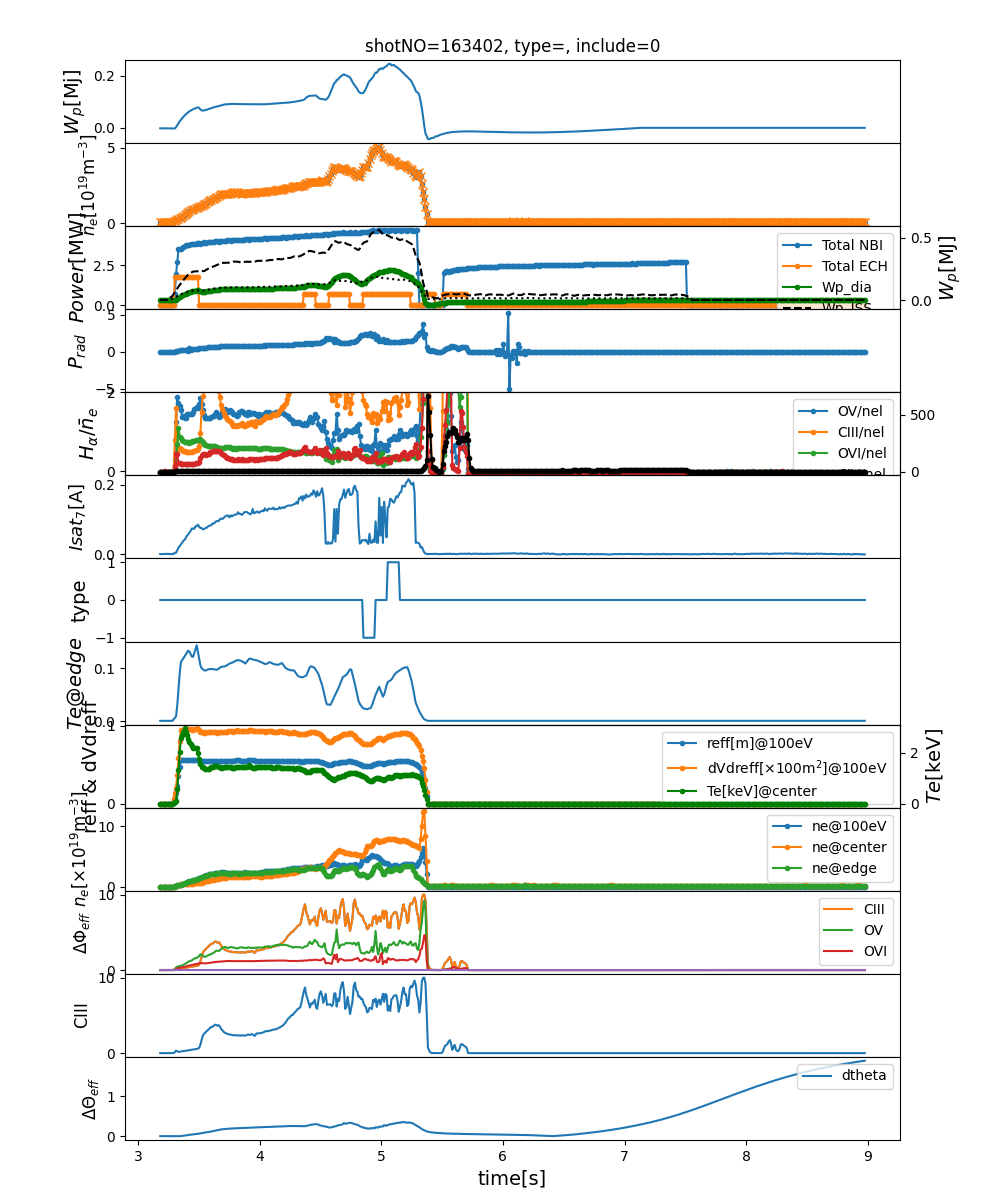 shotNO=163402, type=, include=0
W_p[MJ]
0.2
0.0
n_e[10^19 m^-3]
5
0
Power[MW]
2.5
0.0
0.5
0.0
W_p[MJ]
Total NBI
Total ECH
Wp_dia
P_rad
0
−5
H_α/n̄_e
2
0
500
0
OV/nel
CIII/nel
OVI/nel
Isat_7[A]
0.2
0.0
type
1
0
−1
Te@edge
0.1
0.0
reff & dVdreff
1
0
2
0
Te[keV]
reff[m]@100eV
dVdreff[×100m^2]@100eV
Te[keV]@center
n_e[×10^19 m^-3]
10
0
ne@100eV
ne@center
ne@edge
ΔΦ_eff
10
0
CIII
OV
OVI
CIII
10
0
ΔΘ_eff
1
0
dtheta
3 4 5 6 7 8 9
time[s]